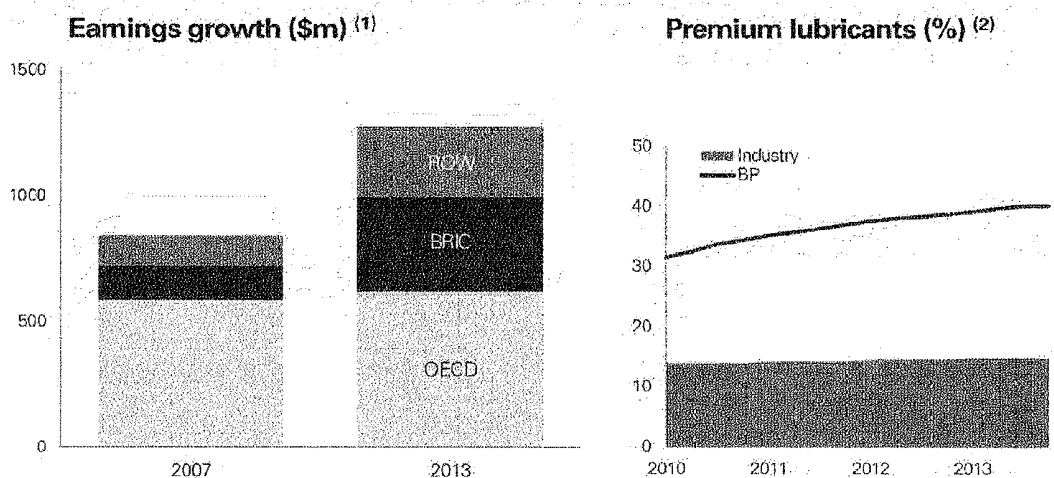 Earnings growth ($m) (1)
1500
1000
500
0
ROW
BRIC
OECD
2007
2013
Premium lubricants (%) (2)
50
40
30
20
10
0
Industry
BP
2010
2011
2012
2013